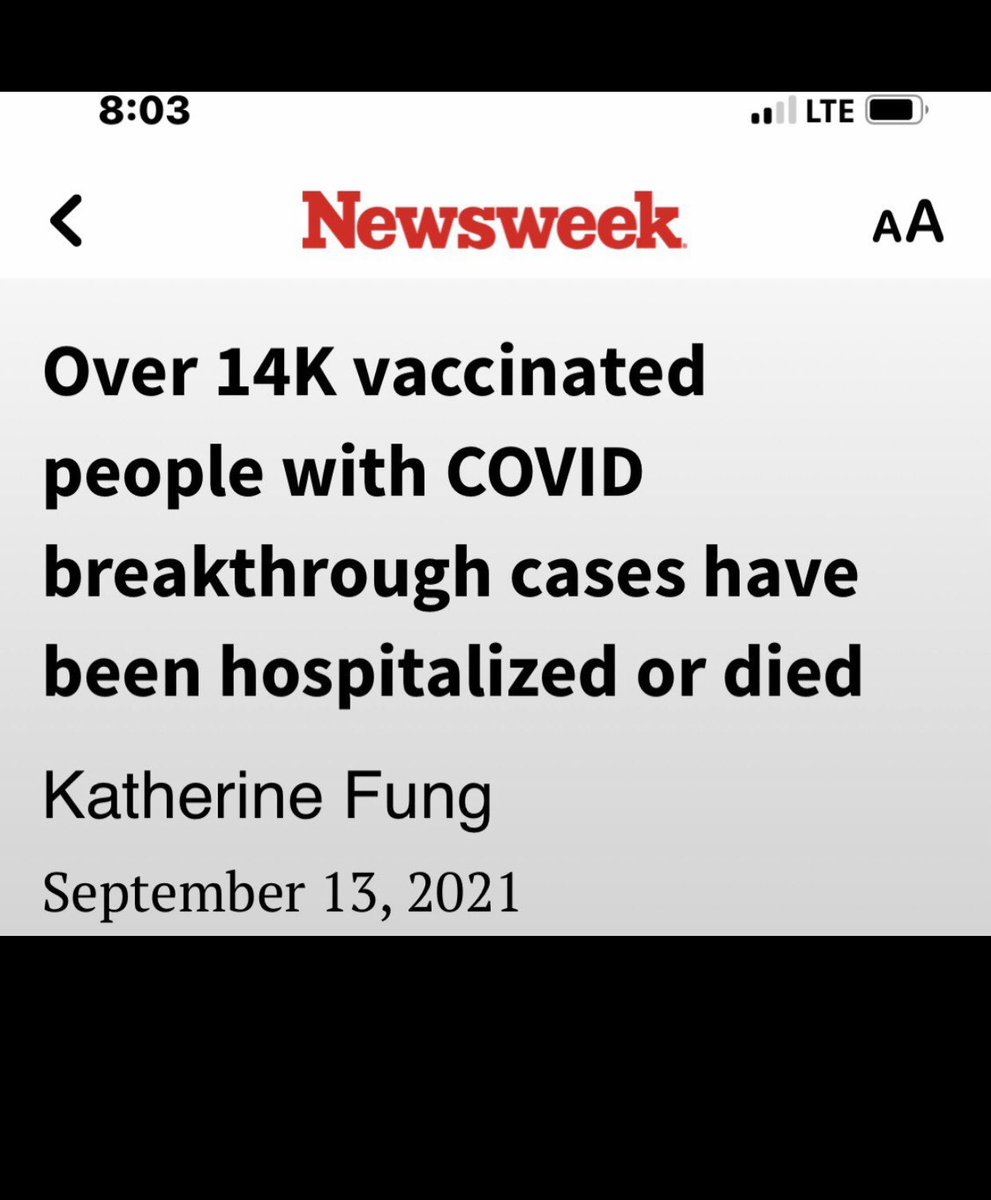 8:03 LTE
Newsweek AA
Over 14K vaccinated
people with COVID
breakthrough cases have
been hospitalized or died
Katherine Fung
September 13, 2021